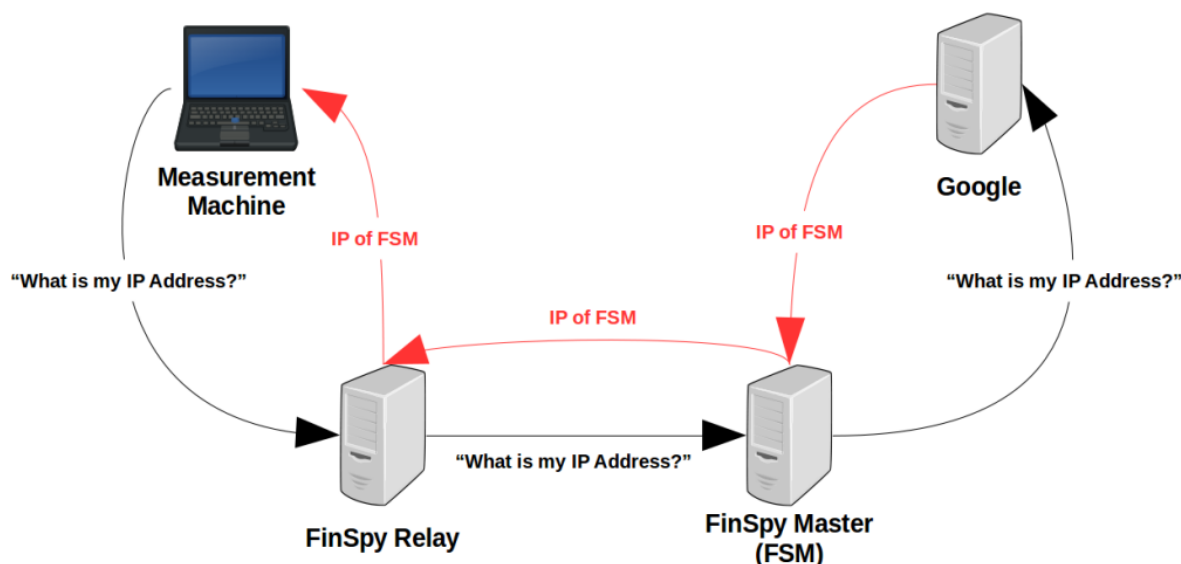 Measurement
Machine
Google
IP of FSM
IP of FSM
“What is my IP Address?”
“What is my IP Address?”
IP of FSM
“What is my IP Address?”
FinSpy Relay
FinSpy Master
(FSM)